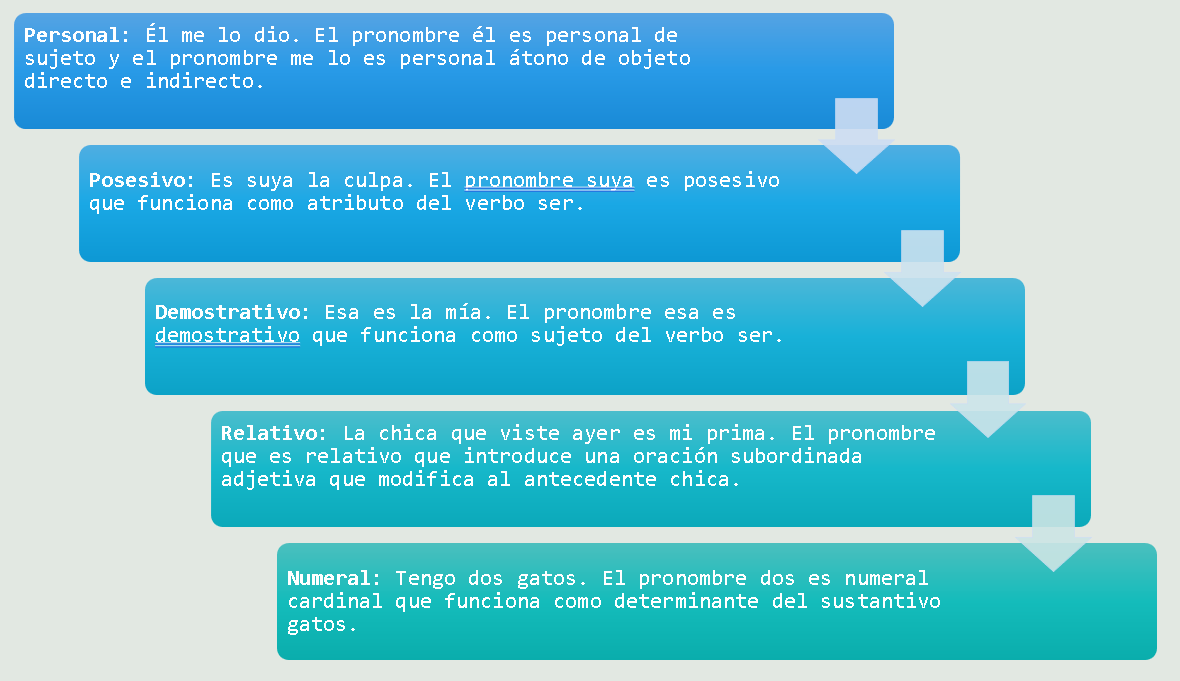 Personal: Él me lo dio. El pronombre él es personal de
sujeto y el pronombre me lo es personal átono de objeto
directo e indirecto.
Posesivo: Es suya la culpa. El pronombre suya es posesivo
que funciona como atributo del verbo ser.
Demostrativo: Esa es la mía. El pronombre esa es
demostrativo que funciona como sujeto del verbo ser.
Relativo: La chica que viste ayer es mi prima. El pronombre
que es relativo que introduce una oración subordinada
adjetiva que modifica al antecedente chica.
Numeral: Tengo dos gatos. El pronombre dos es numeral
cardinal que funciona como determinante del sustantivo
gatos.